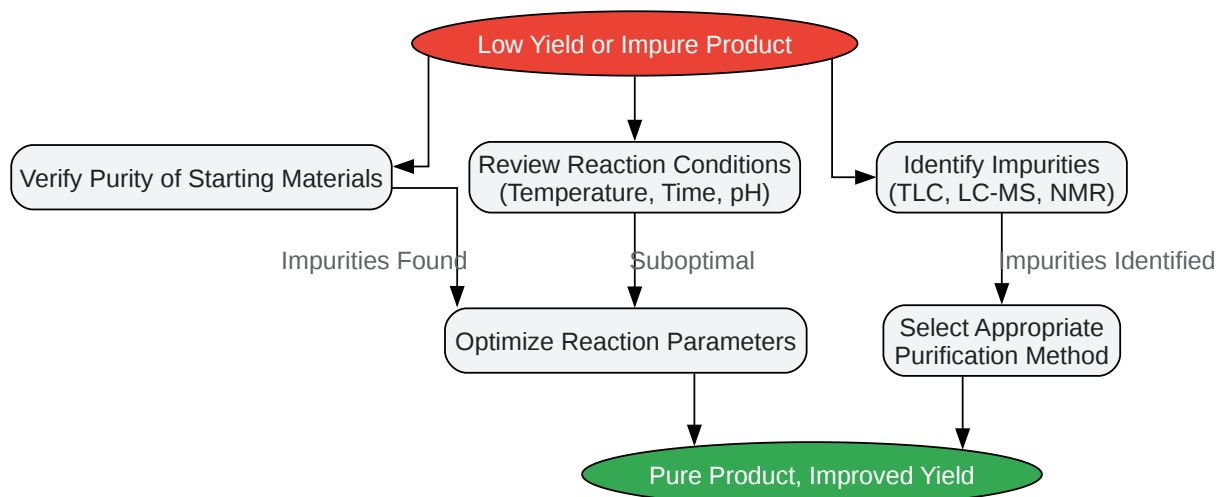 Low Yield or Impure Product
Verify Purity of Starting Materials
Review Reaction Conditions
(Temperature, Time, pH)
Identify Impurities
(TLC, LC-MS, NMR)
Impurities Found
Suboptimal
Impurities Identified
Optimize Reaction Parameters
Select Appropriate
Purification Method
Pure Product, Improved Yield